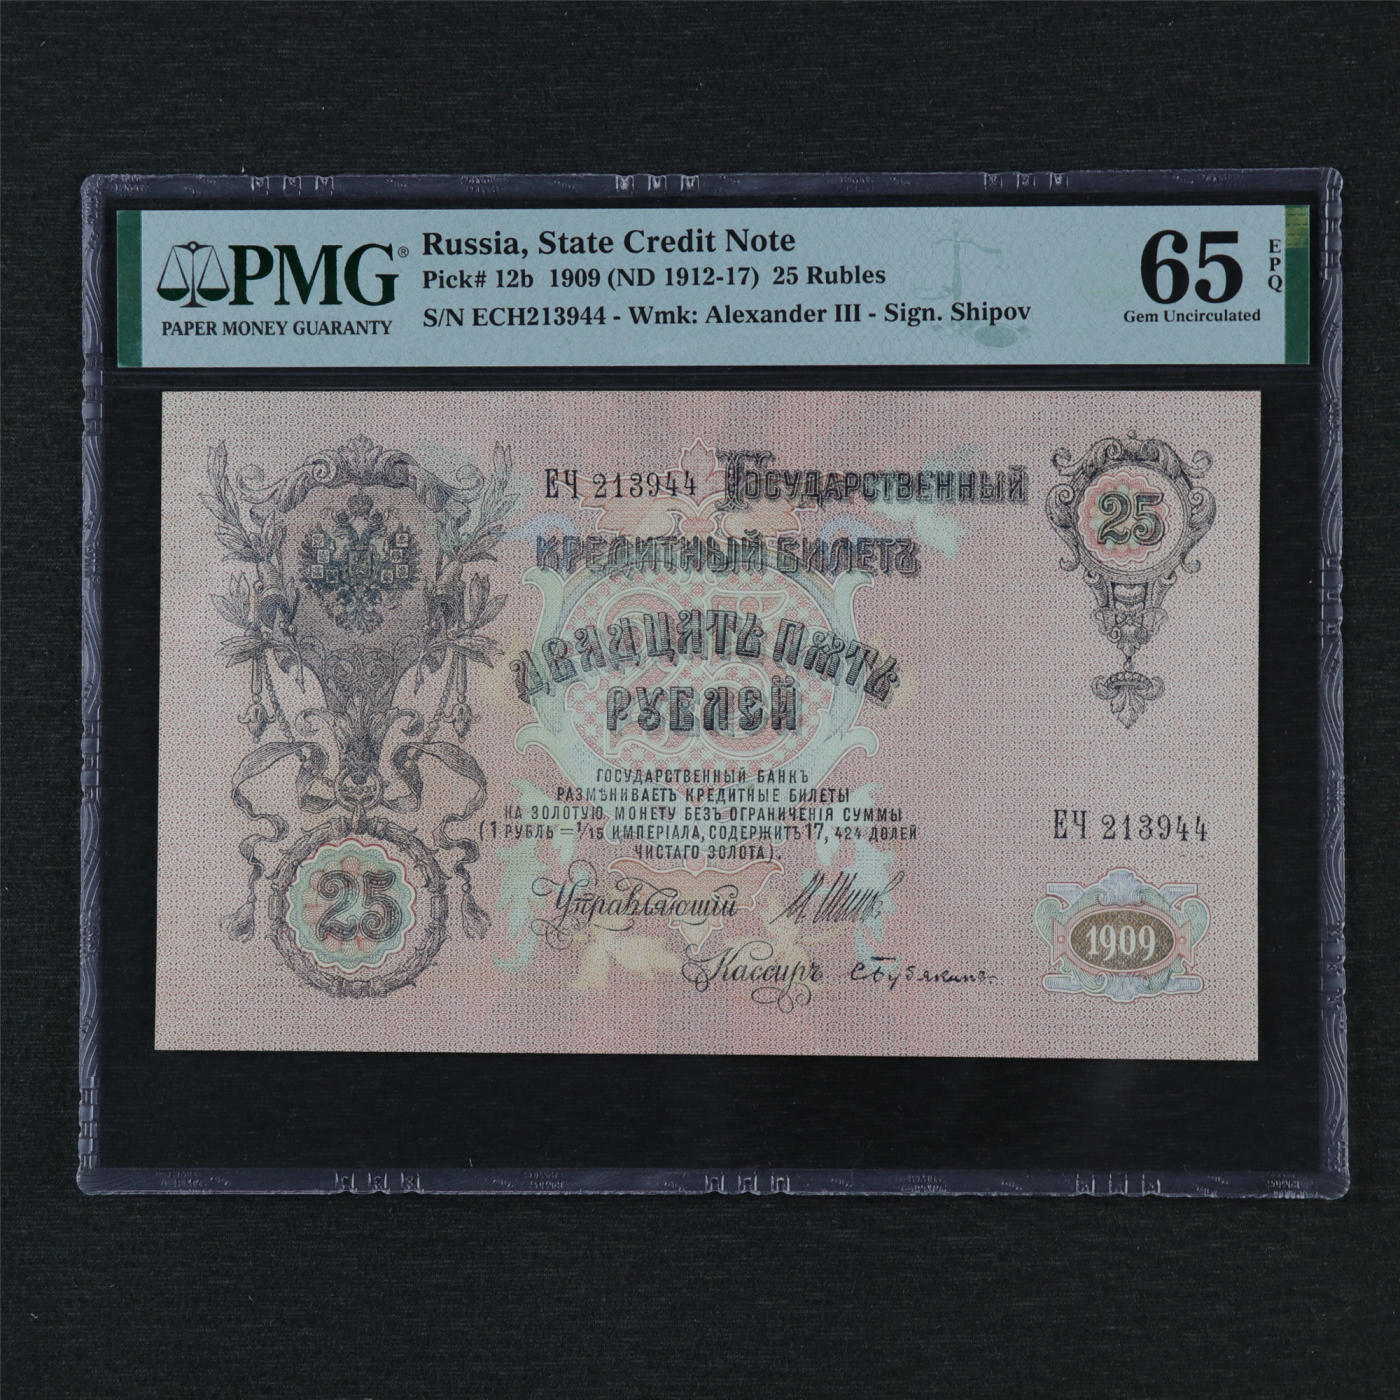 PMG®
PAPER MONEY GUARANTY
Russia, State Credit Note
Pick# 12b 1909 (ND 1912-17) 25 Rubles
S/N ECH213944 - Wmk: Alexander III - Sign. Shipov
65
EPQ
Gem Uncirculated
ЕЧ 213944
ГОСУДАРСТВЕННЫЙ
КРЕДИТНЫЙ БИЛЕТЪ
25
ДВАДЦАТЬ ПЯТЬ
РУБЛЕЙ
25
ГОСУДАРСТВЕННЫЙ БАНКЪ
РАЗМѢНИВАЕТЪ КРЕДИТНЫЕ БИЛЕТЫ
НА ЗОЛОТУЮ МОНЕТУ БЕЗЪ ОГРАНИЧЕНІЯ СУММЫ
(1 РУБЛЬ = 1/15 ИМПЕРІАЛА, СОДЕРЖИТЪ 17, 424 ДОЛЕЙ
ЧИСТАГО ЗОЛОТА).
ЕЧ 213944
25
Управляющій
Кассиръ
1909